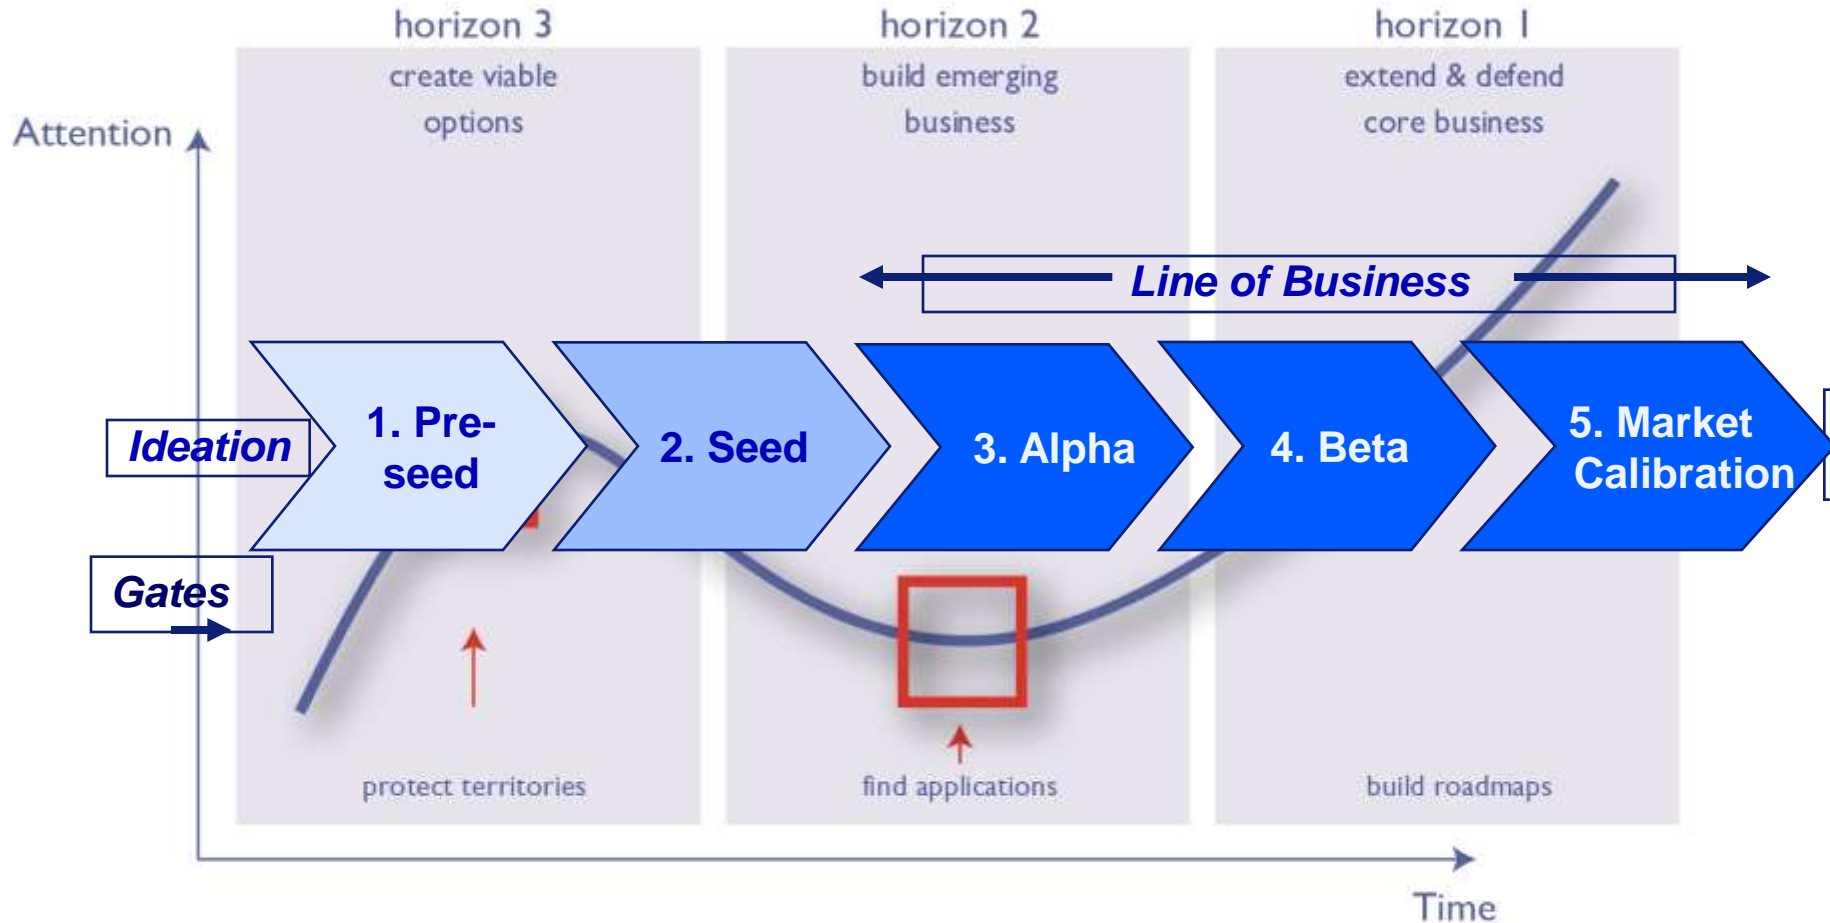 horizon 3
horizon 2
horizon 1
create viable
options
build emerging
business
extend & defend
core business
Attention
Line of Business
Ideation
1. Pre-
seed
2. Seed
3. Alpha
4. Beta
5. Market
Calibration
Gates
protect territories
find applications
build roadmaps
Time